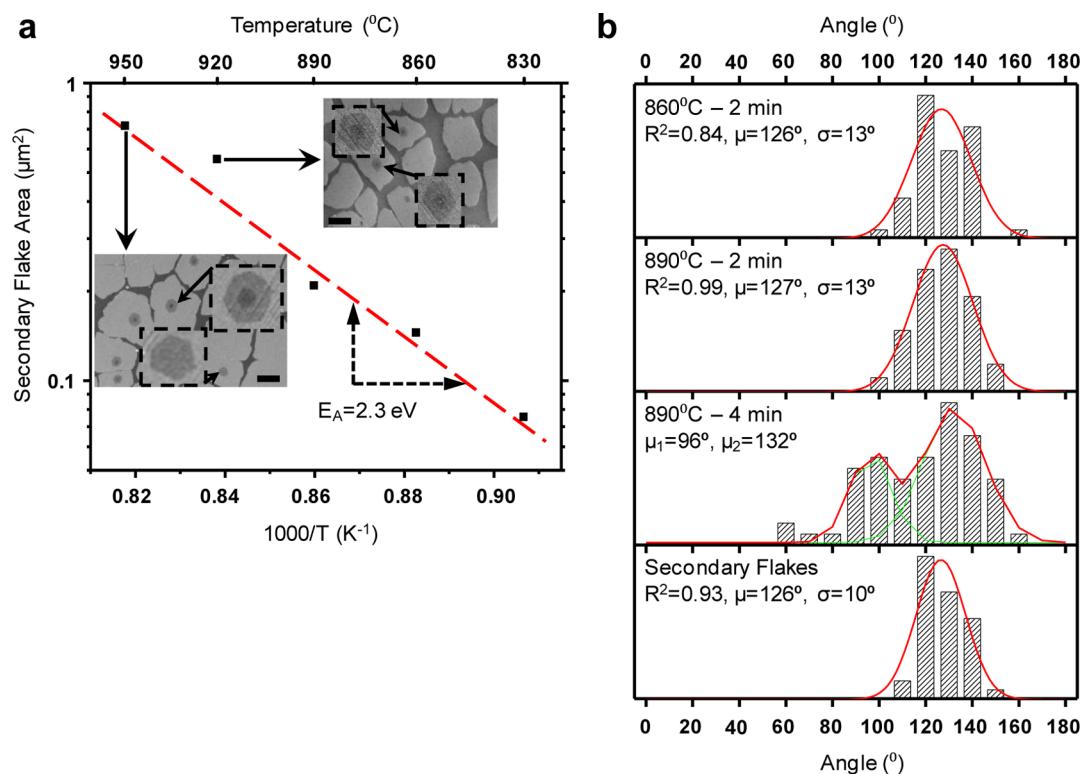 a
Temperature (⁰C)
950 920 890 860 830
1
0.1
Secondary Flake Area (µm²)
E_A=2.3 eV
0.82 0.84 0.86 0.88 0.90
1000/T (K⁻¹)
b
Angle (⁰)
0 20 40 60 80 100 120 140 160 180
860⁰C – 2 min
R²=0.84, µ=126º, σ=13º
890⁰C – 2 min
R²=0.99, µ=127º, σ=13º
890⁰C – 4 min
µ₁=96º, µ₂=132º
Secondary Flakes
R²=0.93, µ=126º, σ=10º
0 20 40 60 80 100 120 140 160 180
Angle (⁰)